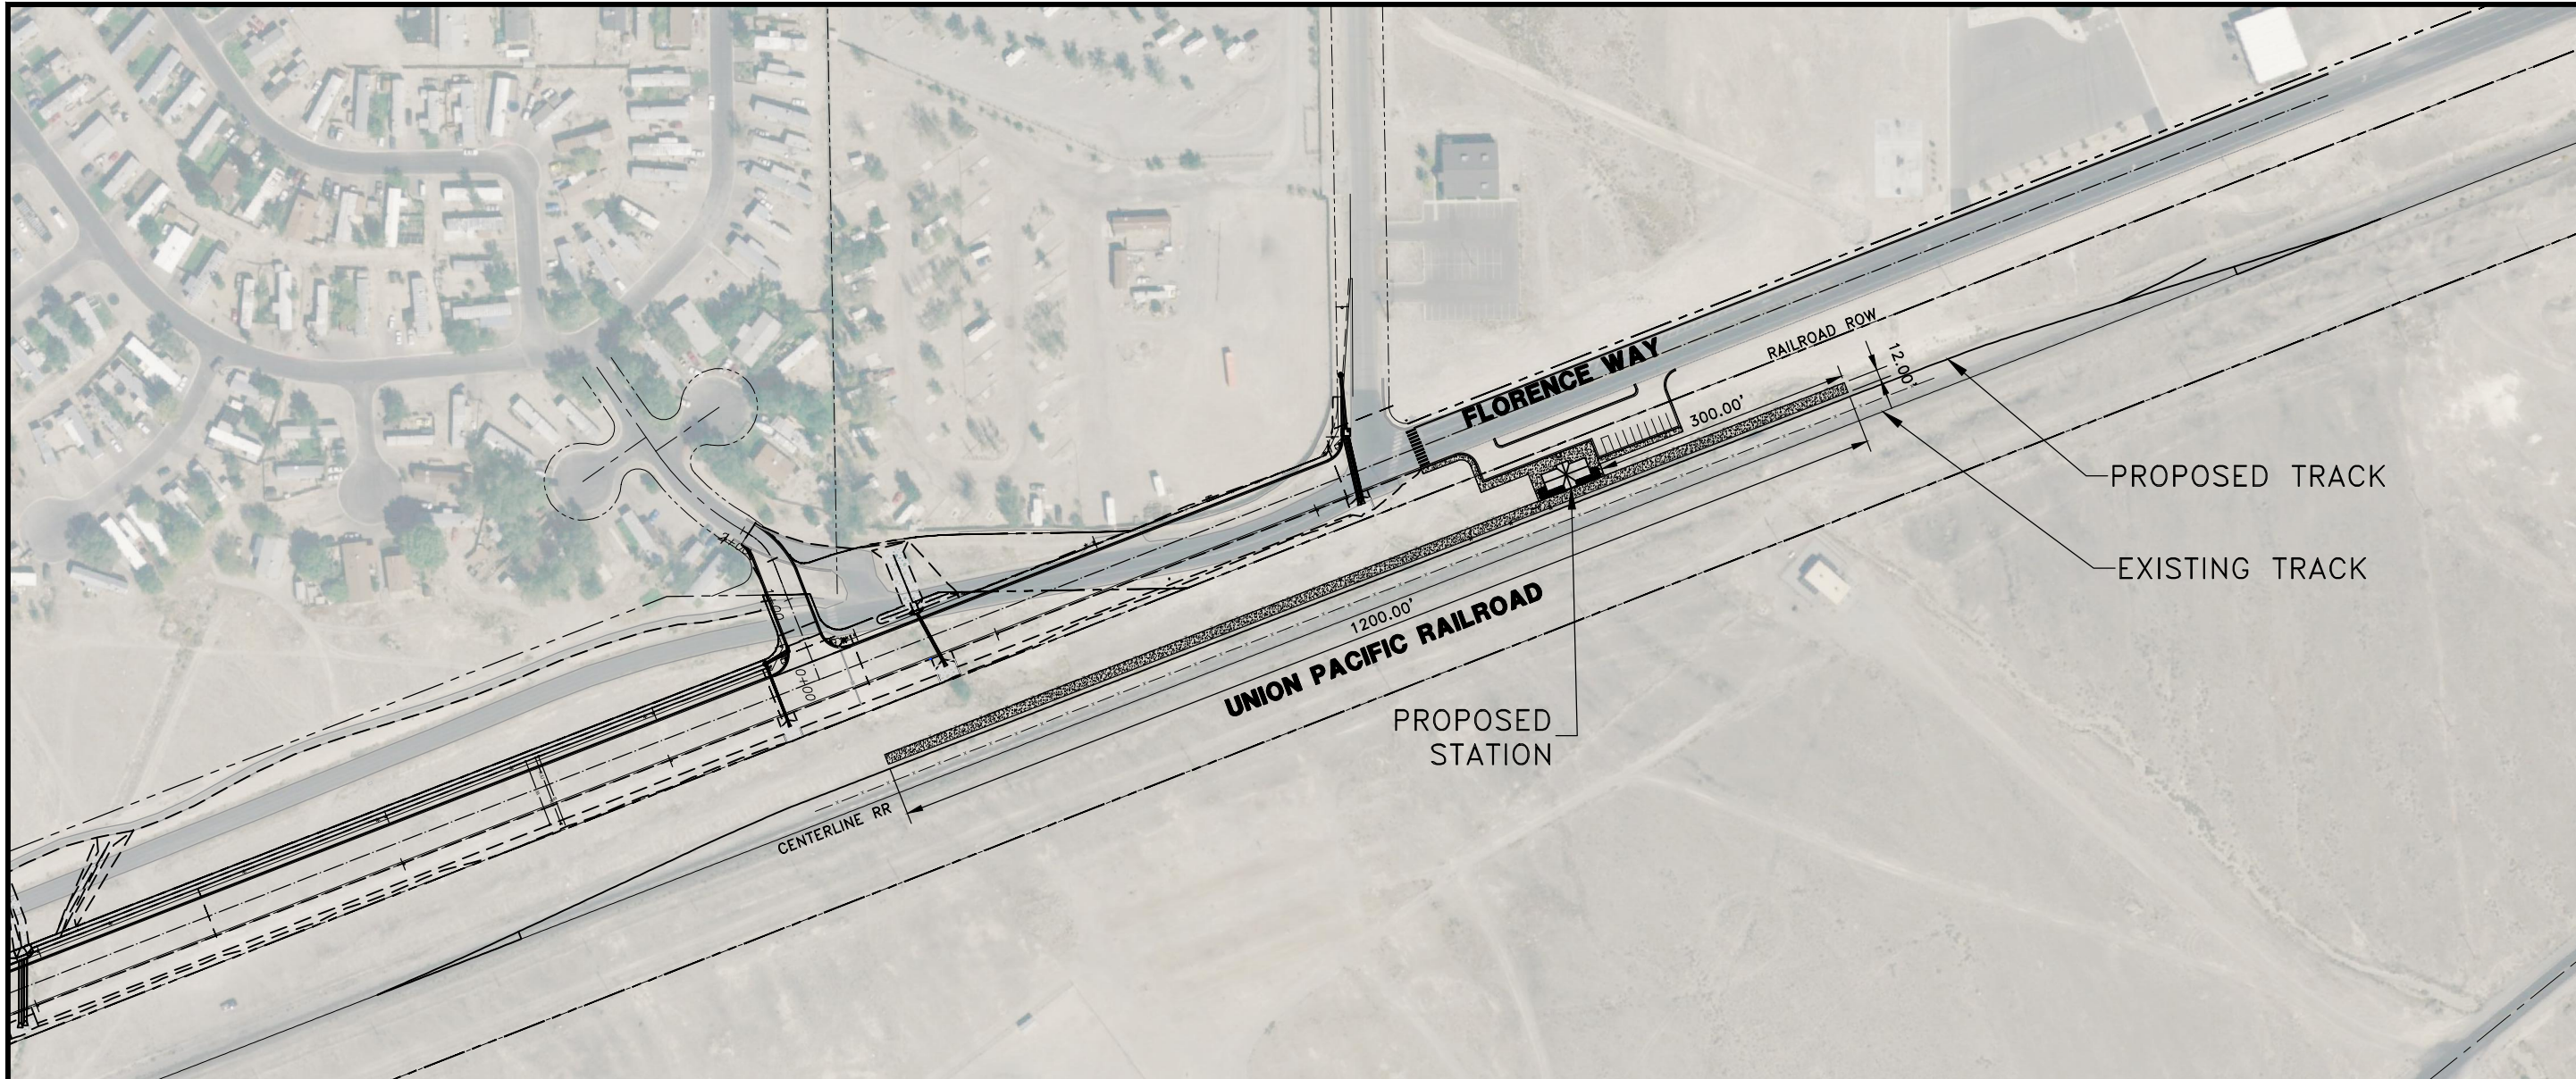 FLORENCE WAY
RAILROAD ROW
12.00'
300.00'
PROPOSED TRACK
EXISTING TRACK
1200.00'
UNION PACIFIC RAILROAD
PROPOSED
STATION
0+00
CENTERLINE RR